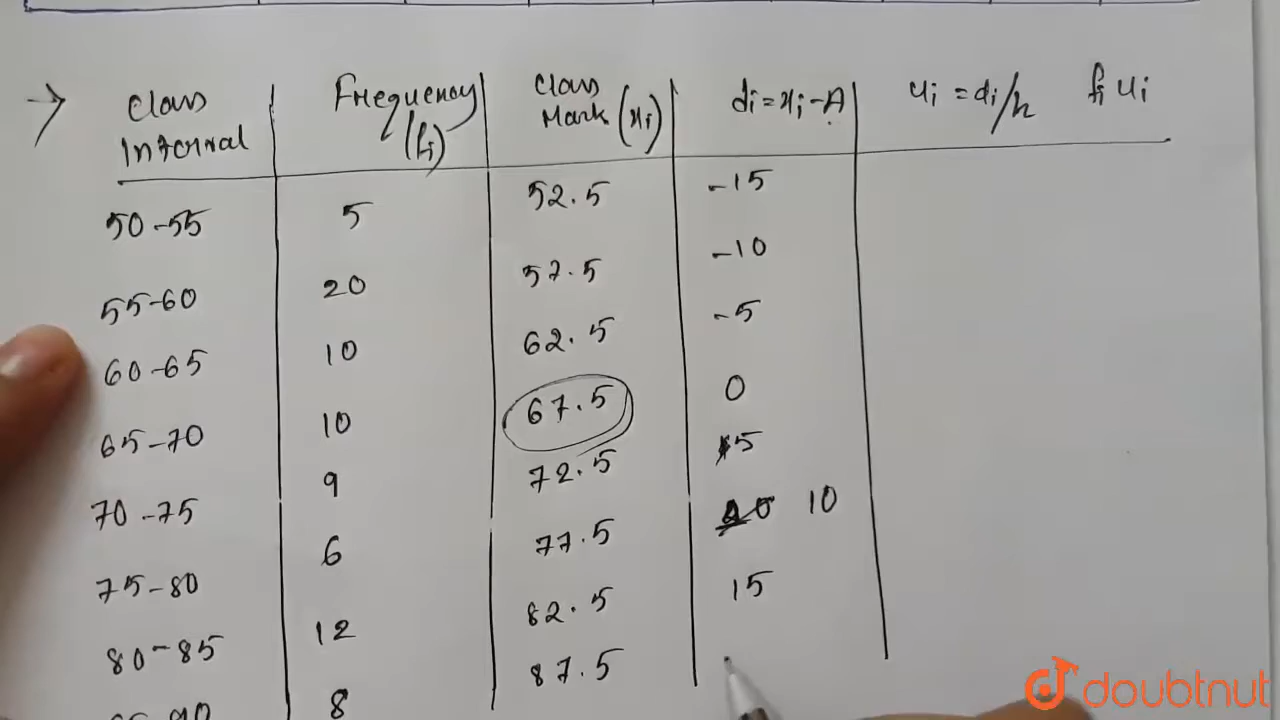 → Class Interval Frequency (fi) Class Mark (xi) di = xi - A ui = di/h fi ui
50-55 5 52.5 -15
55-60 20 57.5 -10
60-65 10 62.5 -5
65-70 10 67.5 0
70-75 9 72.5 5
75-80 6 77.5 10
80-85 12 82.5 15
8 87.5
doubtnut